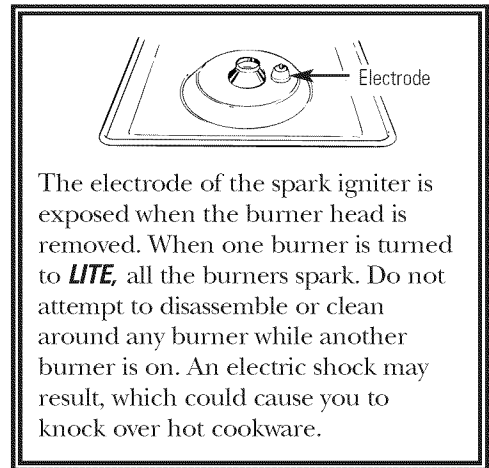 Electrode
The electrode of the spark igniter is
exposed when the burner head is
removed. When one burner is turned
to LITE, all the burners spark. Do not
attempt to disassemble or clean
around any burner while another
burner is on. An electric shock may
result, which could cause you to
knock over hot cookware.